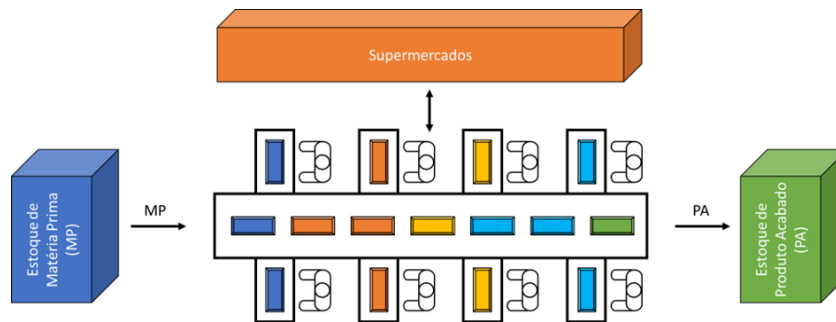 Supermercados
Estoque de
Matéria Prima
(MP)
MP
PA
Estoque de
Produto Acabado
(PA)